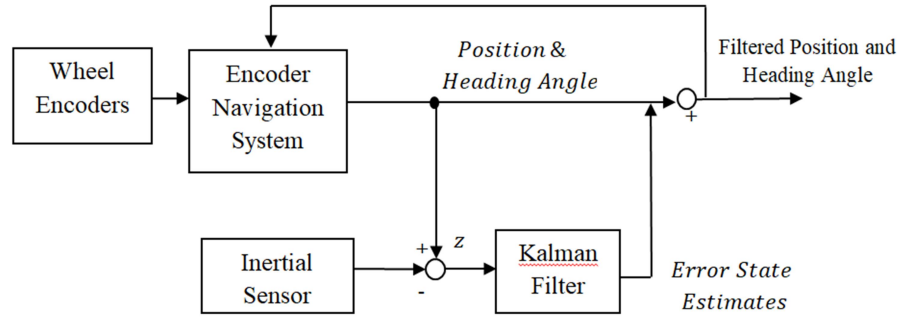 Wheel
Encoders
Encoder
Navigation
System
Position &
Heading Angle
+
Filtered Position and
Heading Angle
Inertial
Sensor
+
-
z
Kalman
Filter
Error State
Estimates